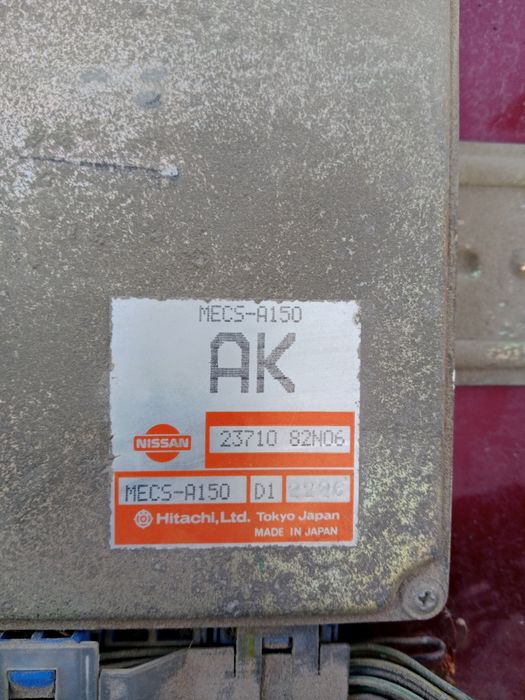 MECS-A150
AK
NISSAN
23710 82N06
MECS-A150 D1
Hitachi, Ltd. Tokyo Japan
MADE IN JAPAN